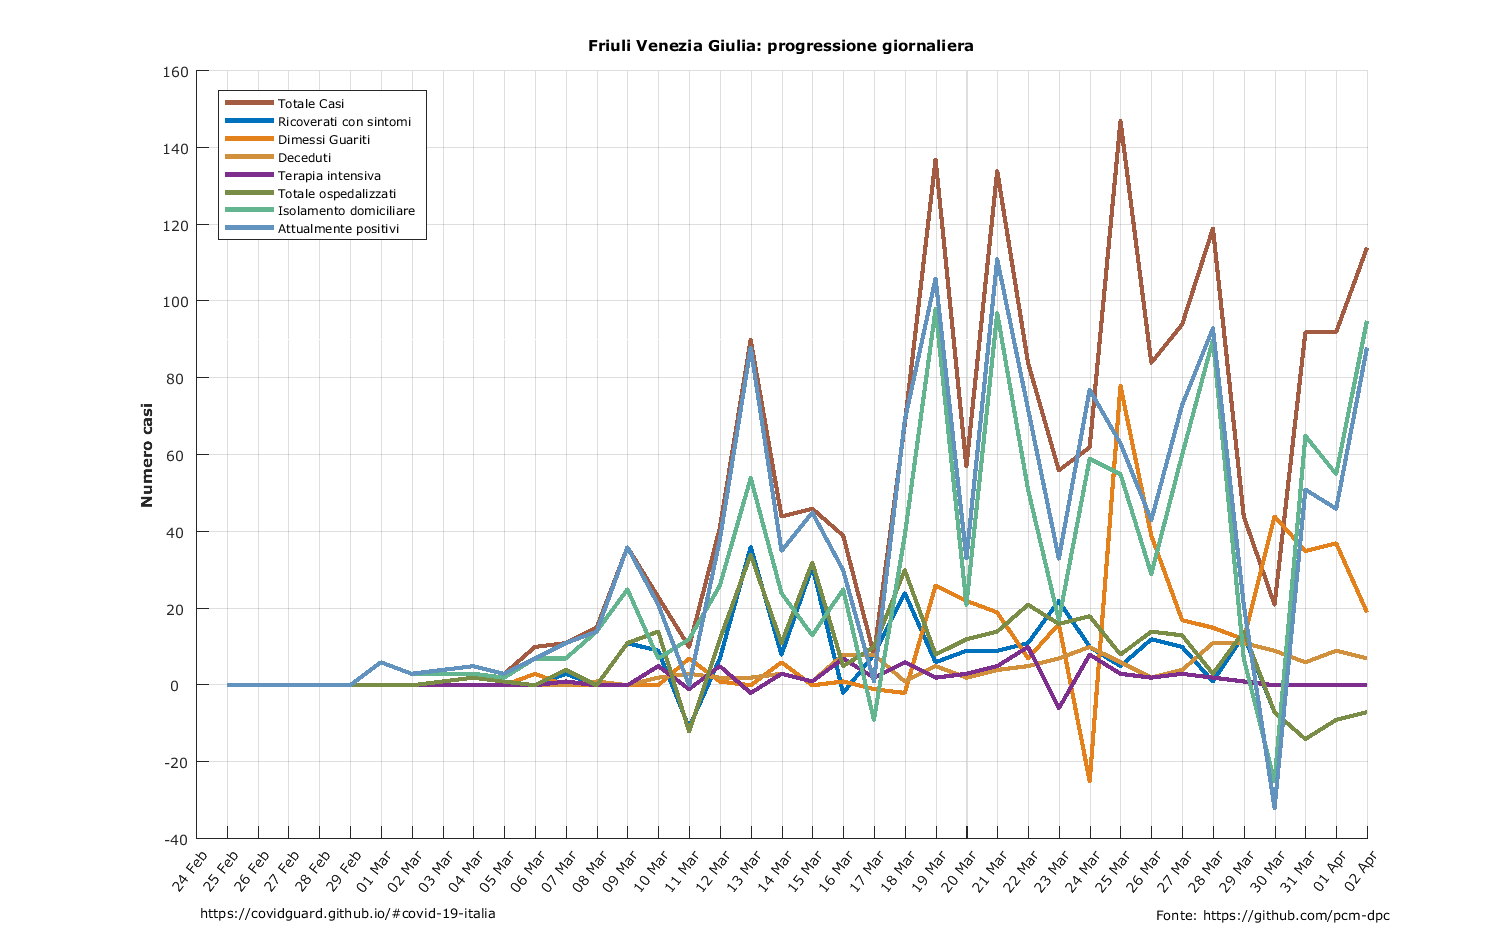 Friuli Venezia Giulia: progressione giornaliera
160
140
120
100
80
60
40
20
0
-20
-40
Numero casi
Totale Casi
Ricoverati con sintomi
Dimessi Guariti
Deceduti
Terapia intensiva
Totale ospedalizzati
Isolamento domiciliare
Attualmente positivi
24 Feb
25 Feb
26 Feb
27 Feb
28 Feb
29 Feb
01 Mar
02 Mar
03 Mar
04 Mar
05 Mar
06 Mar
07 Mar
08 Mar
09 Mar
10 Mar
11 Mar
12 Mar
13 Mar
14 Mar
15 Mar
16 Mar
17 Mar
18 Mar
19 Mar
20 Mar
21 Mar
22 Mar
23 Mar
24 Mar
25 Mar
26 Mar
27 Mar
28 Mar
29 Mar
30 Mar
31 Mar
01 Apr
02 Apr
https://covidguard.github.io/#covid-19-italia
Fonte: https://github.com/pcm-dpc